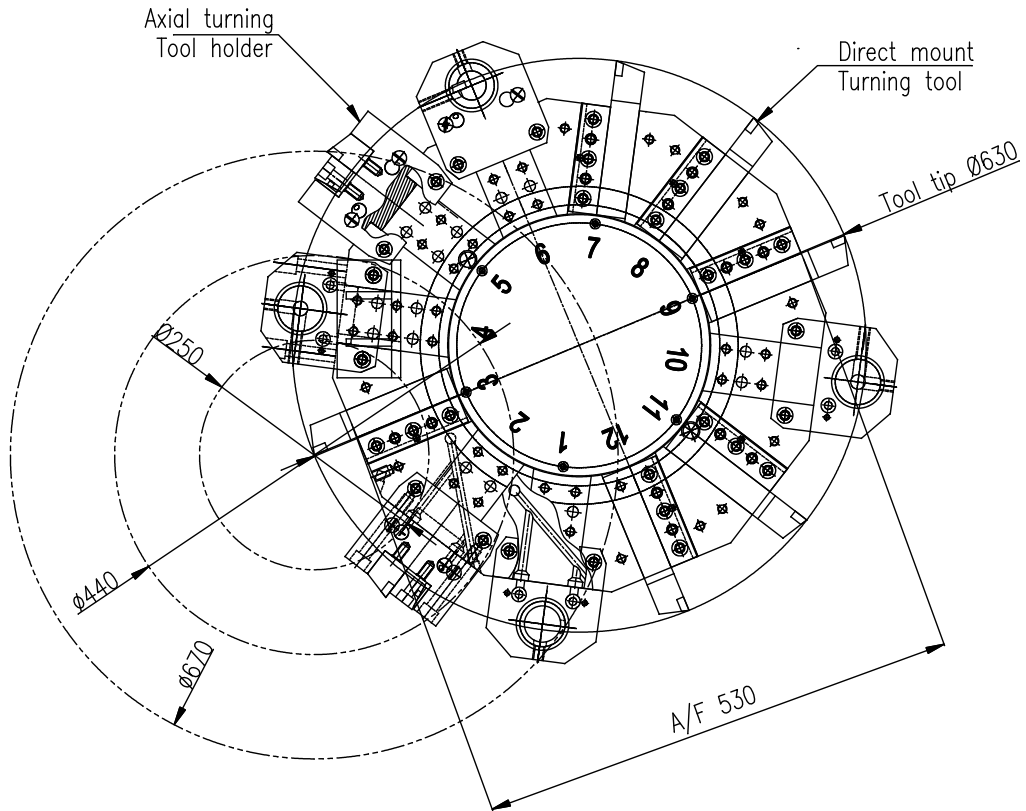 Axial turning
Tool holder
Direct mount
Turning tool
Tool tip Ø630
7
6
8
5
9
4
10
3
11
2
12
1
Ø250
Ø440
Ø670
A/F 530